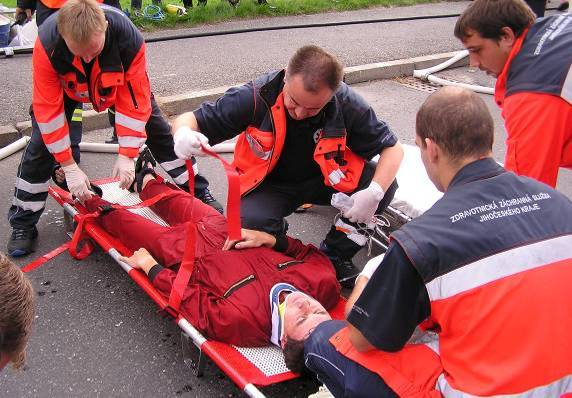 ZDRAVOTNICKÁ ZÁCHRANNÁ SLUŽBA
JIHOČESKÉHO KRAJE